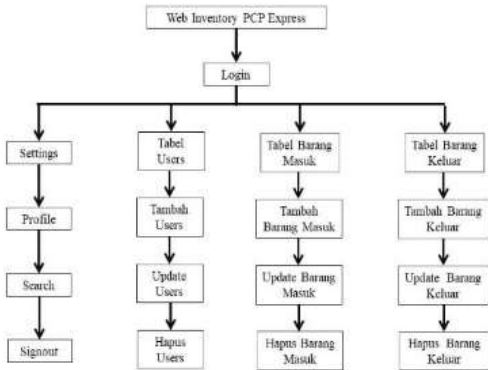 Web Inventory PCP Express
Login
Settings
Profile
Search
Signout
Tabel
Users
Tambah
Users
Update
Users
Hapus
Users
Tabel Barang
Masuk
Tambah
Barang Masuk
Update Barang
Masuk
Hapus Barang
Masuk
Tabel Barang
Keluar
Tambah Barang
Keluar
Update Barang
Keluar
Hapus Barang
Keluar